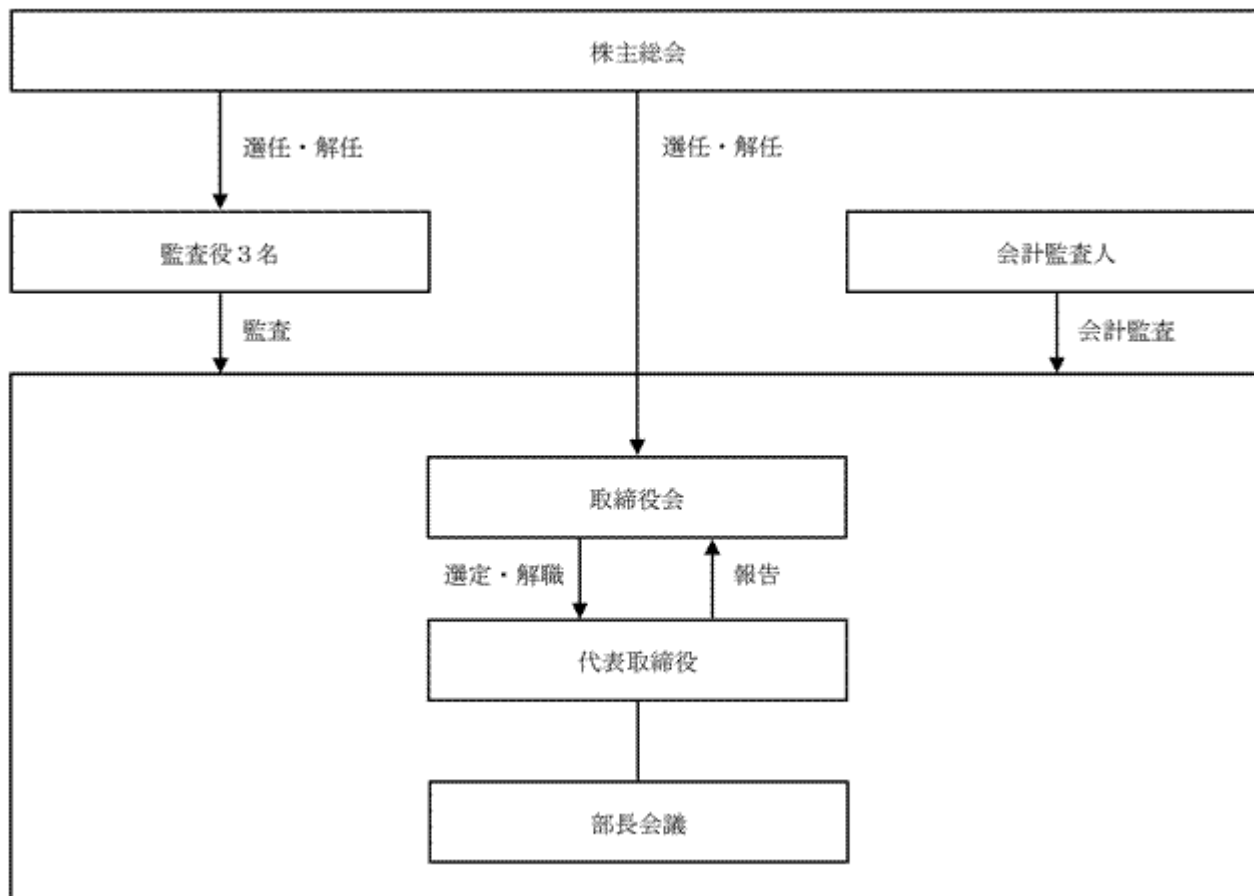 株主総会
選任・解任
選任・解任
監査役３名
会計監査人
監査
会計監査
取締役会
選定・解職
報告
代表取締役
部長会議